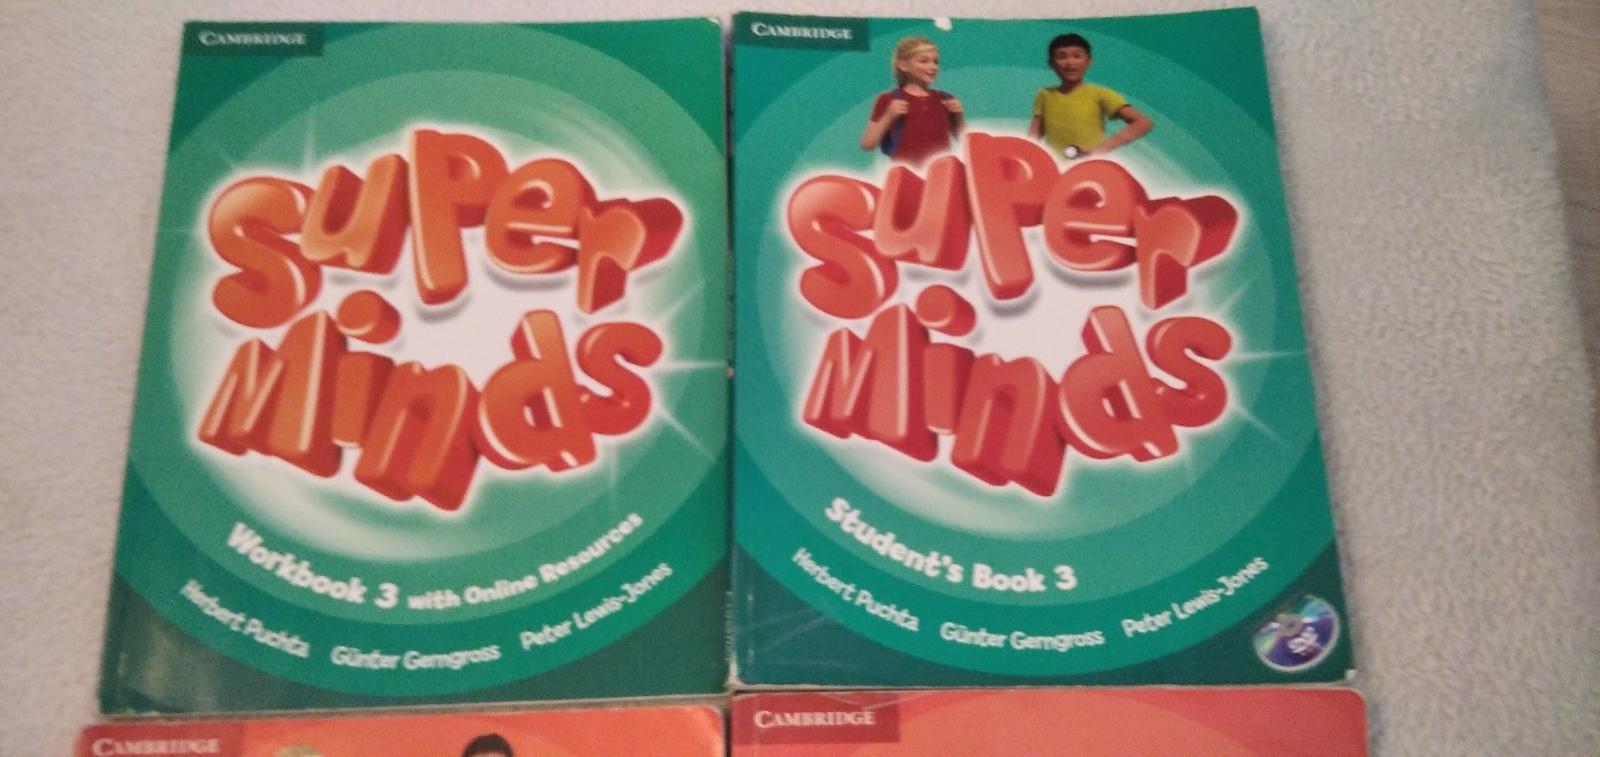 CAMBRIDGE
Super
Minds
Workbook 3 with Online Resources
Herbert Puchta Günter Gerngross Peter Lewis-Jones
CAMBRIDGE
Super
Minds
Student's Book 3
Herbert Puchta Günter Gerngross Peter Lewis-Jones
CAMBRIDGE
CAMBRIDGE